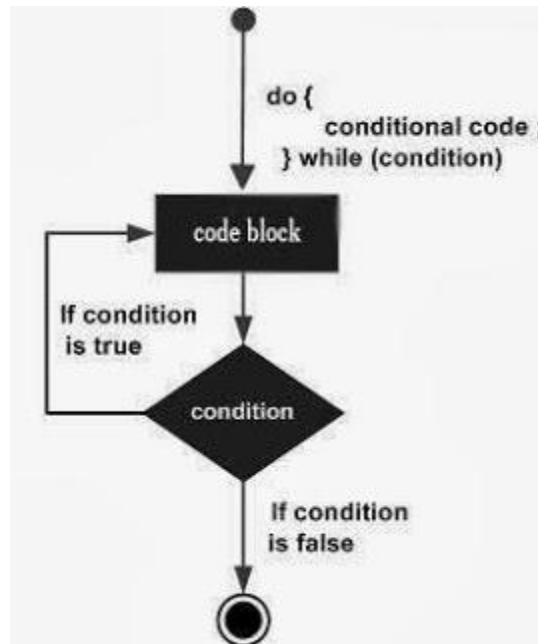 do {
conditional code ;
} while (condition)
code block
If condition
is true
condition
If condition
is false